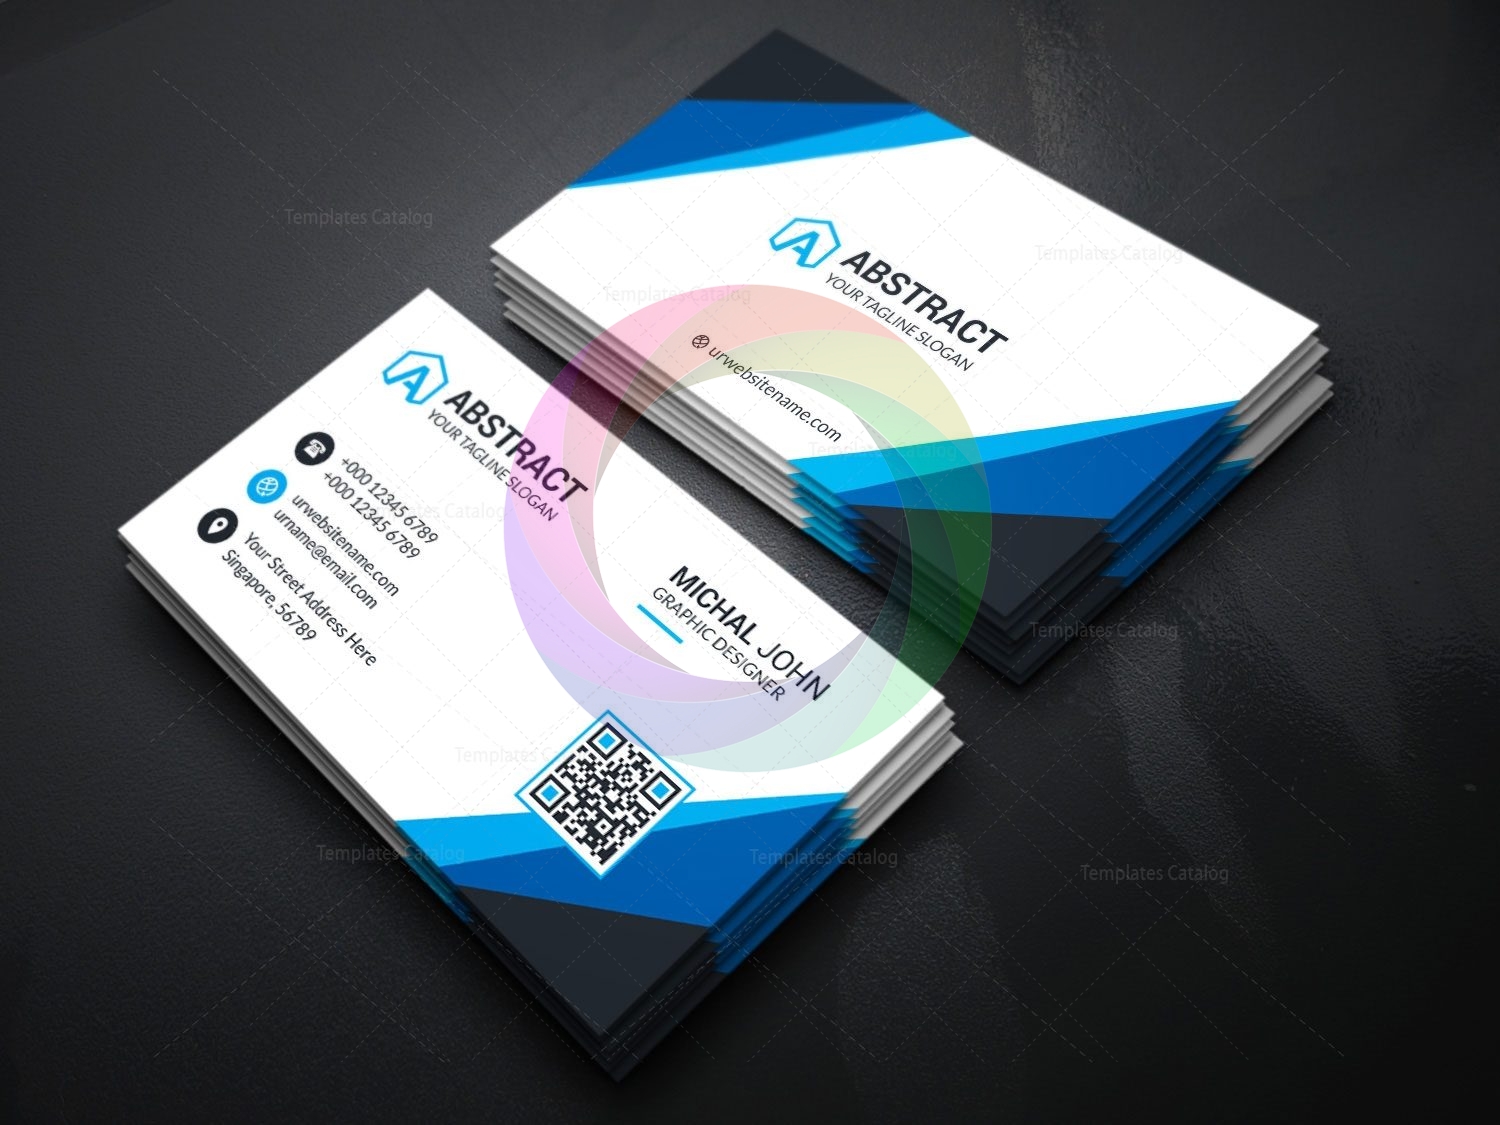 ABSTRACT
YOUR TAGLINE SLOGAN
urwebsitename.com
ABSTRACT
YOUR TAGLINE SLOGAN
+000 12345 6789
+000 12345 6789
urwebsitename.com
urname@email.com
Your Street Address Here
Singapore, 56789
MICHAL JOHN
GRAPHIC DESIGNER
Templates Catalog
Templates Catalog
Templates Catalog
Templates Catalog
Templates Catalog
Templates Catalog
Templates Catalog
Templates Catalog
Templates Catalog
Templates Catalog